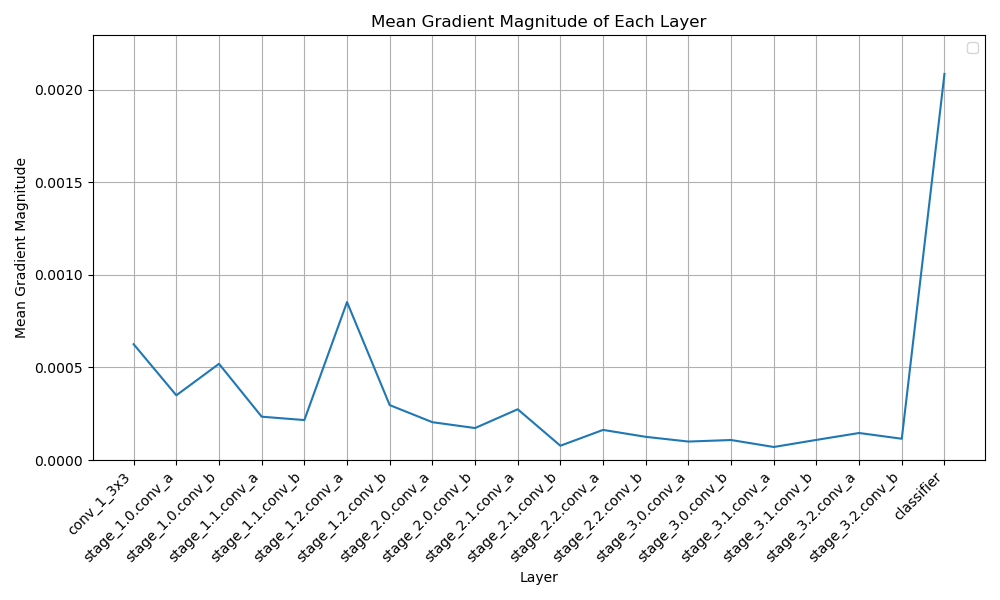 Mean Gradient Magnitude of Each Layer
Mean Gradient Magnitude
0.0020
0.0015
0.0010
0.0005
0.0000
conv_1_3x3
stage_1.0.conv_a
stage_1.0.conv_b
stage_1.1.conv_a
stage_1.1.conv_b
stage_1.2.conv_a
stage_1.2.conv_b
stage_2.0.conv_a
stage_2.0.conv_b
stage_2.1.conv_a
stage_2.1.conv_b
stage_2.2.conv_a
stage_2.2.conv_b
stage_3.0.conv_a
stage_3.0.conv_b
stage_3.1.conv_a
stage_3.1.conv_b
stage_3.2.conv_a
stage_3.2.conv_b
classifier
Layer